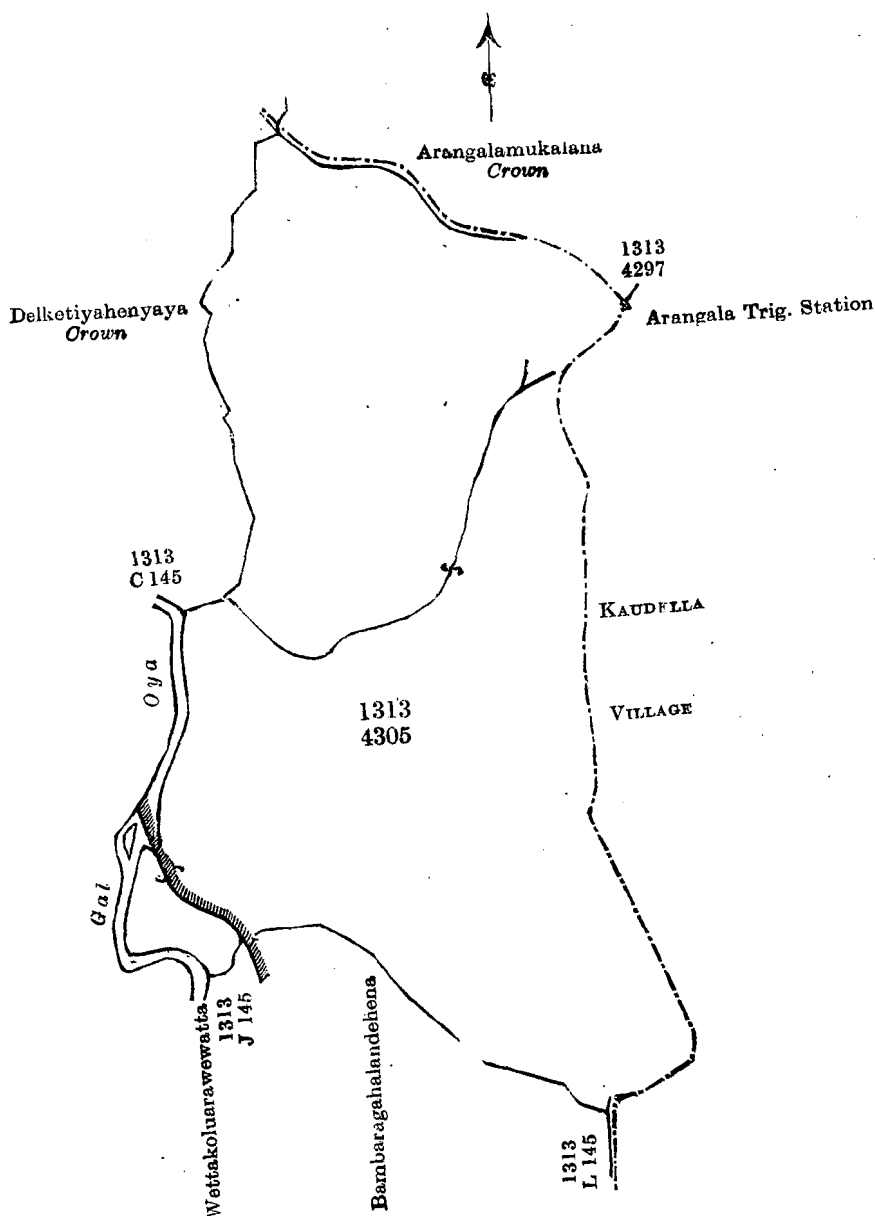 Arangalamukalana
Crown
1313
4297
Delketiyahenyaya
Crown
Arangala Trig. Station
1313
C 145
KAUDELLA
Oya
VILLAGE
1313
4305
Gal
Wettakoluarawewatta
1313
J 145
Bambaragahalandehena
1313
L 145